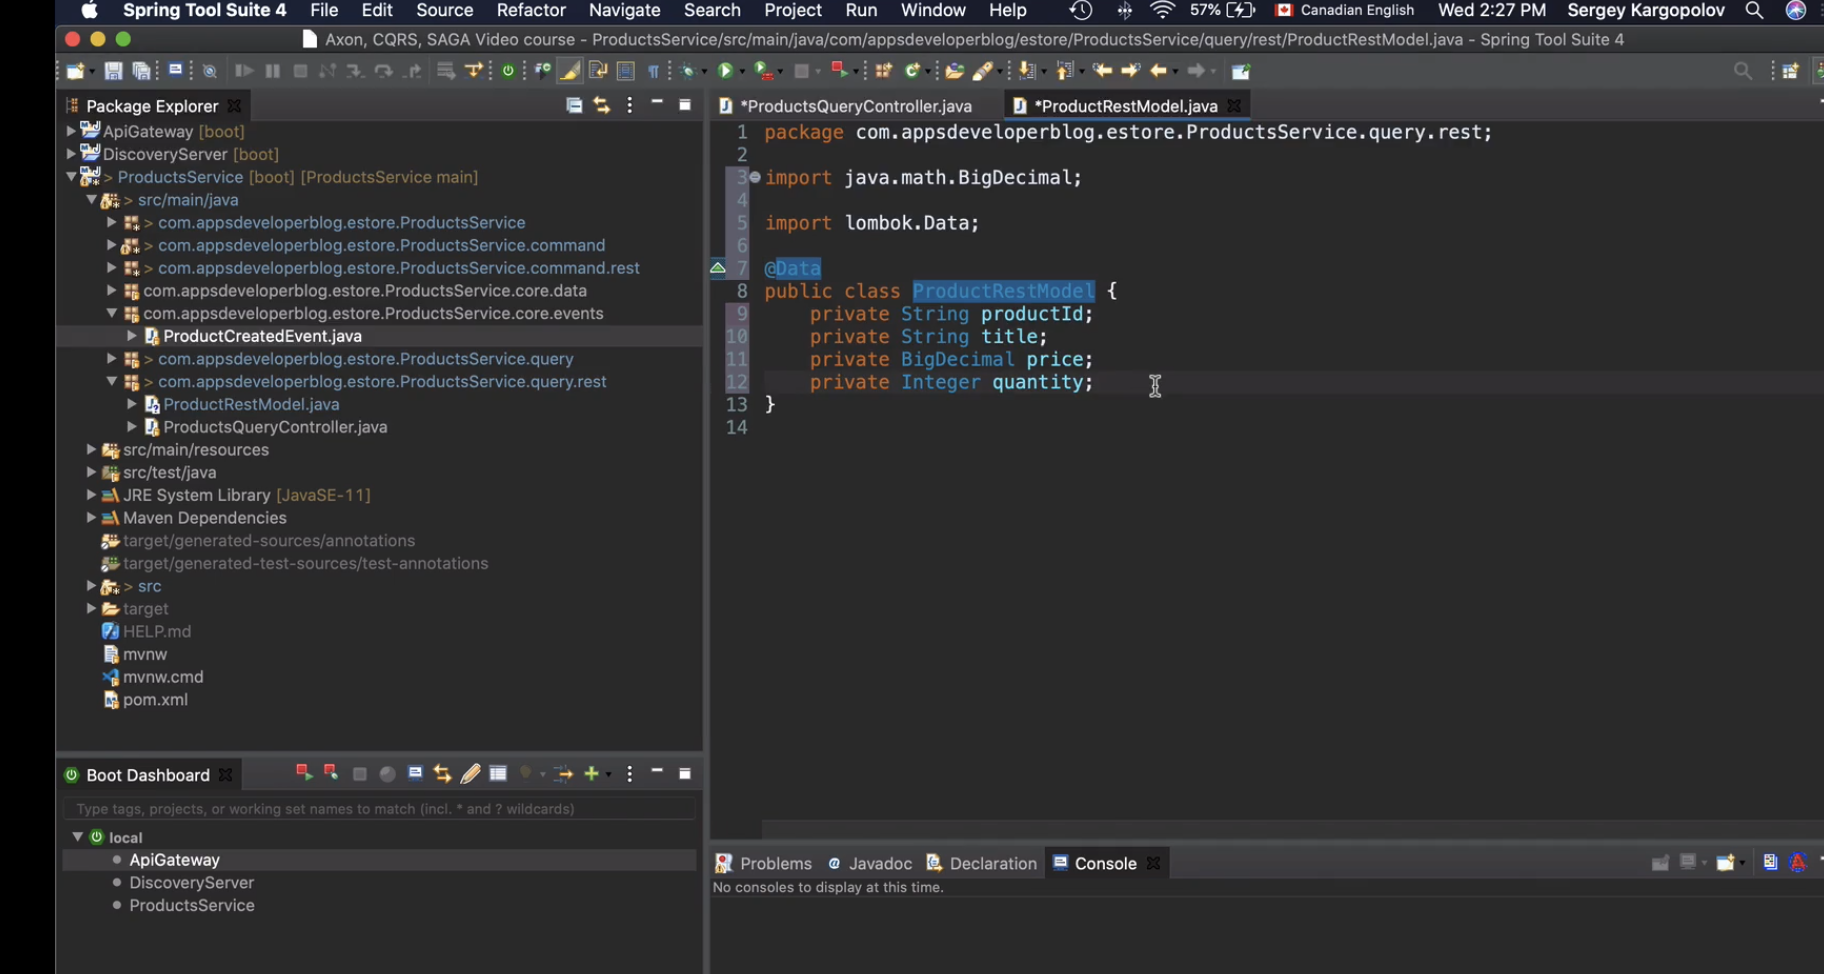 Spring Tool Suite 4 File Edit Source Refactor Navigate Search Project Run Window Help 57% Canadian English Wed 2:27 PM Sergey Kargopolov
Axon, CQRS, SAGA Video course - ProductsService/src/main/java/com/appsdeveloperblog/estore/ProductsService/query/rest/ProductRestModel.java - Spring Tool Suite 4
Package Explorer
ApiGateway [boot]
DiscoveryServer [boot]
> ProductsService [boot] [ProductsService main]
> src/main/java
> com.appsdeveloperblog.estore.ProductsService
> com.appsdeveloperblog.estore.ProductsService.command
> com.appsdeveloperblog.estore.ProductsService.command.rest
com.appsdeveloperblog.estore.ProductsService.core.data
com.appsdeveloperblog.estore.ProductsService.core.events
ProductCreatedEvent.java
> com.appsdeveloperblog.estore.ProductsService.query
> com.appsdeveloperblog.estore.ProductsService.query.rest
ProductRestModel.java
ProductsQueryController.java
src/main/resources
src/test/java
JRE System Library [JavaSE-11]
Maven Dependencies
target/generated-sources/annotations
target/generated-test-sources/test-annotations
> src
target
HELP.md
mvnw
mvnw.cmd
pom.xml
*ProductsQueryController.java *ProductRestModel.java
1 package com.appsdeveloperblog.estore.ProductsService.query.rest;
2
3 import java.math.BigDecimal;
4
5 import lombok.Data;
6
7 @Data
8 public class ProductRestModel {
9 private String productId;
10 private String title;
11 private BigDecimal price;
12 private Integer quantity;
13 }
14
Boot Dashboard
Type tags, projects, or working set names to match (incl. * and ? wildcards)
local
ApiGateway
DiscoveryServer
ProductsService
Problems @ Javadoc Declaration Console
No consoles to display at this time.